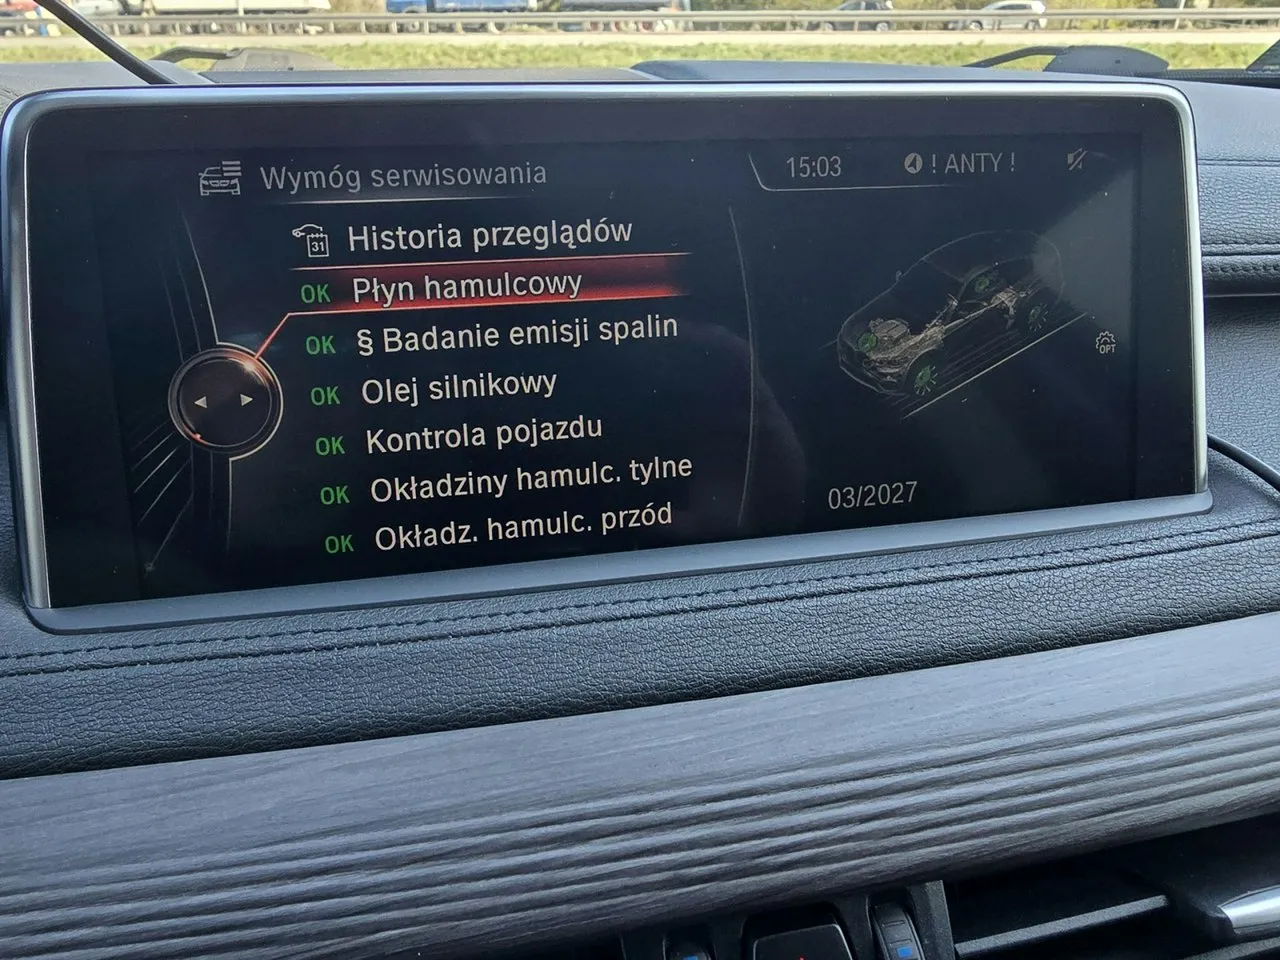 Wymóg serwisowania
15:03
! ANTY !
31
Historia przeglądów
OK Płyn hamulcowy
OK § Badanie emisji spalin
OK Olej silnikowy
OK Kontrola pojazdu
OK Okładziny hamulc. tylne
OK Okładz. hamulc. przód
OPT
03/2027